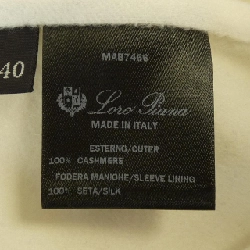 MAB7466
40
Loro Piana
MADE IN ITALY
ESTERNO/OUTER
100% CASHMERE
FODERA MANICHE/SLEEVE LINING
100% SETA/SILK